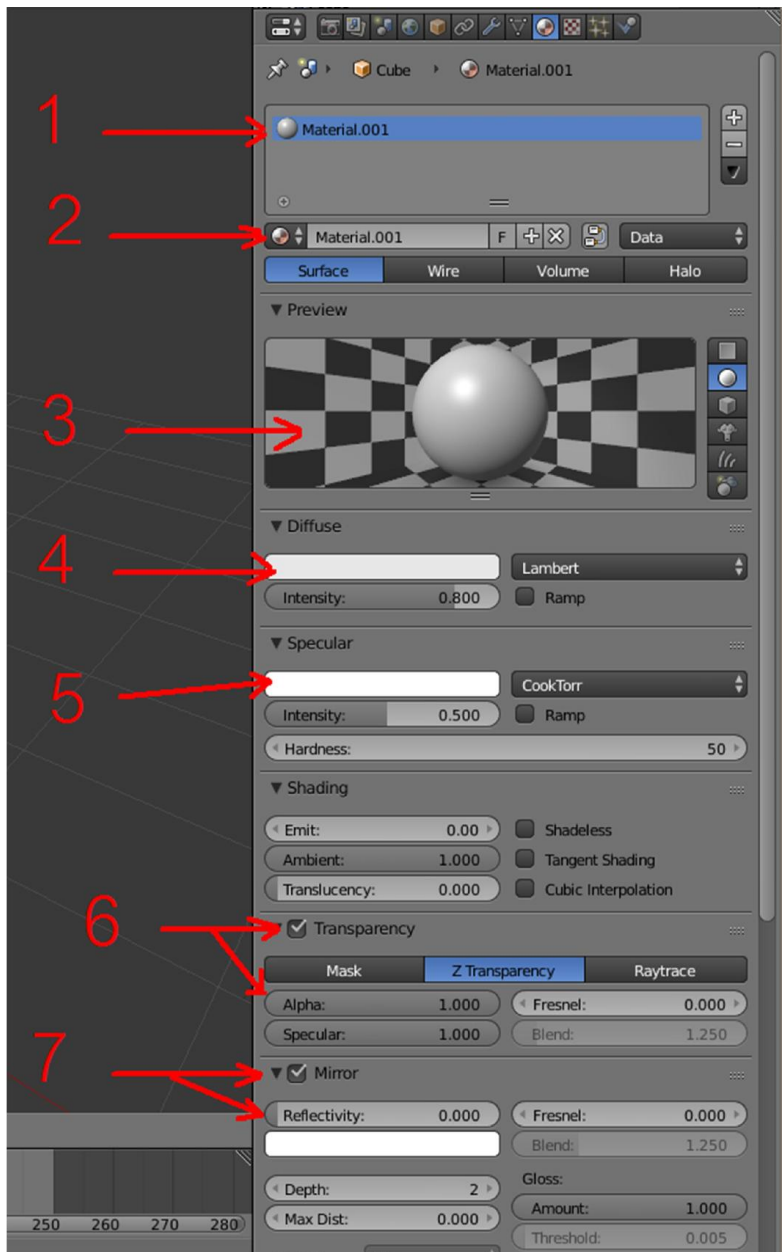 Cube Material.001
1
Material.001
2
Material.001 F Data
Surface Wire Volume Halo
Preview
3
Diffuse
4
Lambert
Intensity: 0.800 Ramp
Specular
5
CookTorr
Intensity: 0.500 Ramp
Hardness: 50
Shading
Emit: 0.00 Shadeless
Ambient: 1.000 Tangent Shading
Translucency: 0.000 Cubic Interpolation
6
Transparency
Mask Z Transparency Raytrace
Alpha: 1.000 Fresnel: 0.000
Specular: 1.000 Blend: 1.250
7
Mirror
Reflectivity: 0.000 Fresnel: 0.000
Blend: 1.250
Gloss:
Depth: 2
Amount: 1.000
Max Dist: 0.000
250 260 270 280
Threshold: 0.005